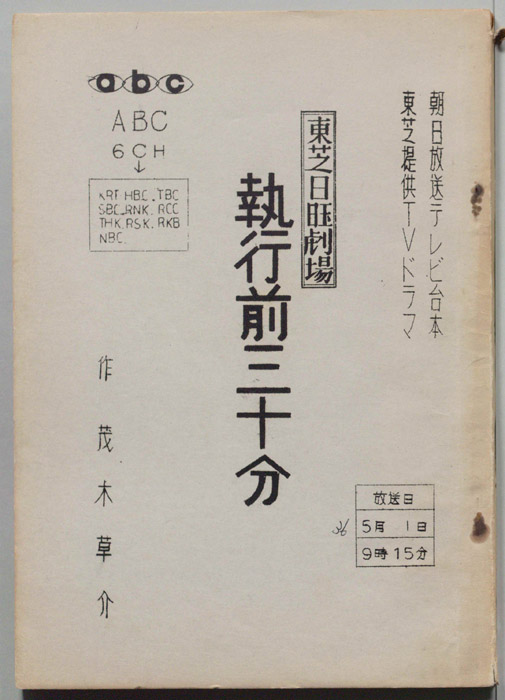 朝日放送テレビ台本
東芝提供TVドラマ
東芝日曜劇場
執行前三十分
abc
ABC
6CH
↓
KRT. HBC. TBC
SBC. RNK. RCC
THK. RSK. RKB
NBC.
作 茂木草介
放送日
36
5月 1日
9時15分